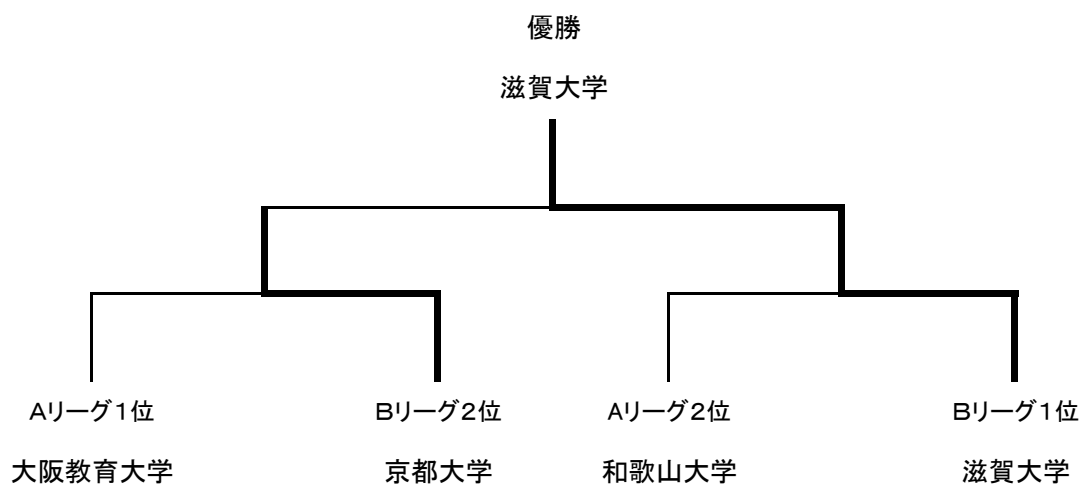 優勝
滋賀大学
Aリーグ1位
Bリーグ2位
Aリーグ2位
Bリーグ1位
大阪教育大学
京都大学
和歌山大学
滋賀大学